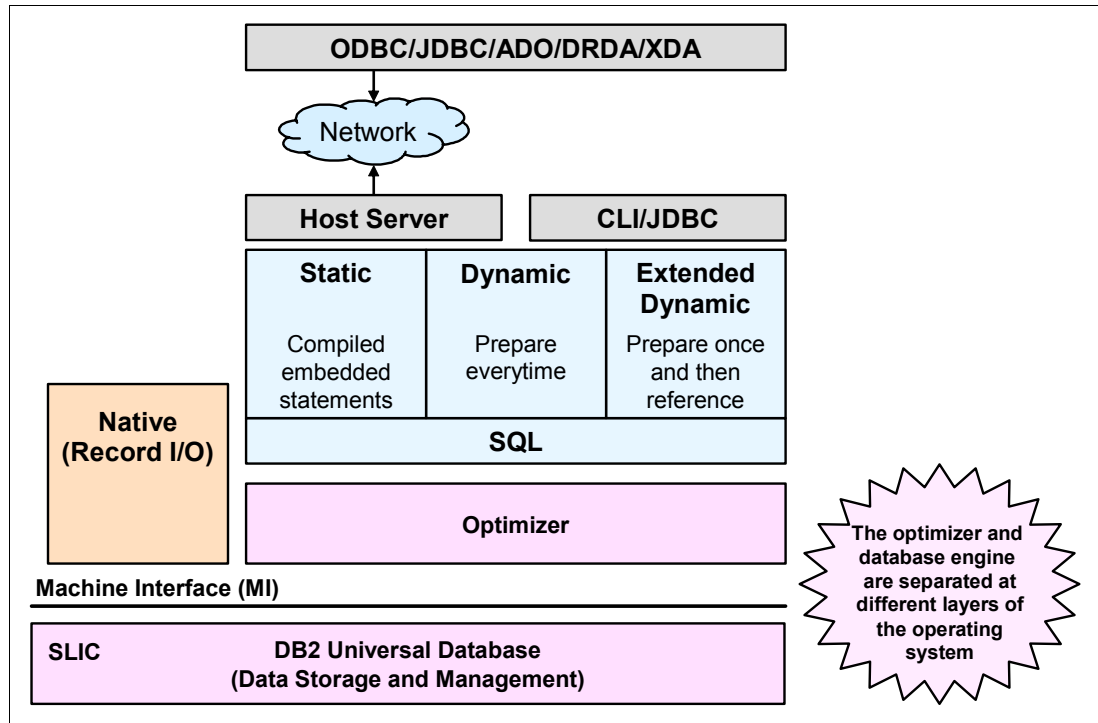 ODBC/JDBC/ADO/DRDA/XDA
Network
Host Server
CLI/JDBC
Static
Compiled
embedded
statements
Dynamic
Prepare
everytime
Extended
Dynamic
Prepare once
and then
reference
SQL
Native
(Record I/O)
Optimizer
The optimizer and
database engine
are separated at
different layers of
the operating
system
Machine Interface (MI)
SLIC
DB2 Universal Database
(Data Storage and Management)